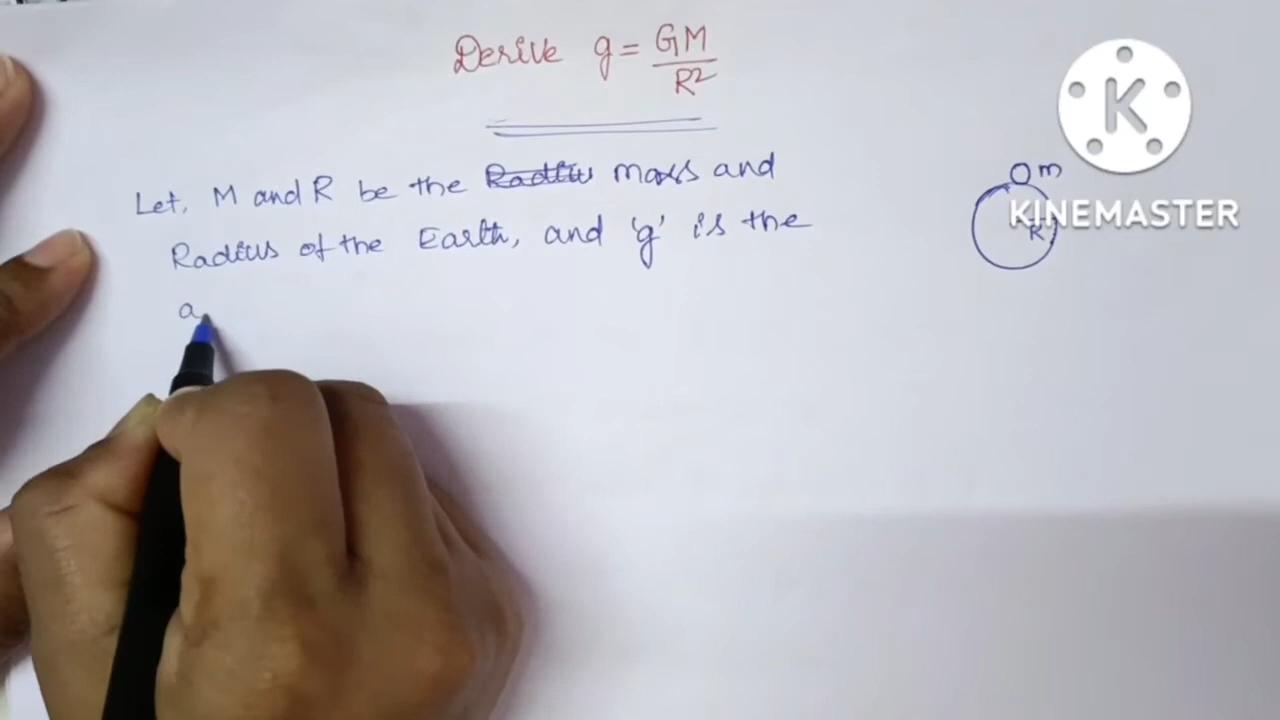 Derive g = GM/R²
Let, M and R be the Radius mass and
Radius of the Earth, and 'g' is the
a
m
R
K
KINEMASTER